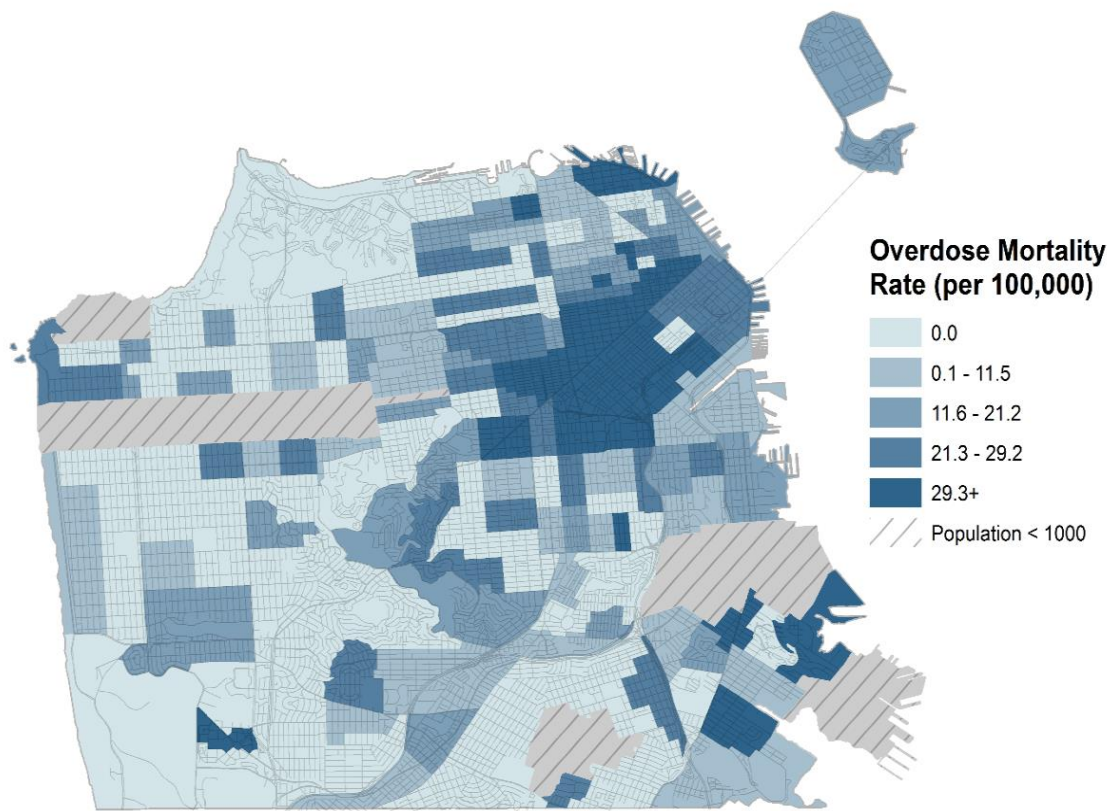 Overdose Mortality
Rate (per 100,000)
0.0
0.1 - 11.5
11.6 - 21.2
21.3 - 29.2
29.3+
Population < 1000